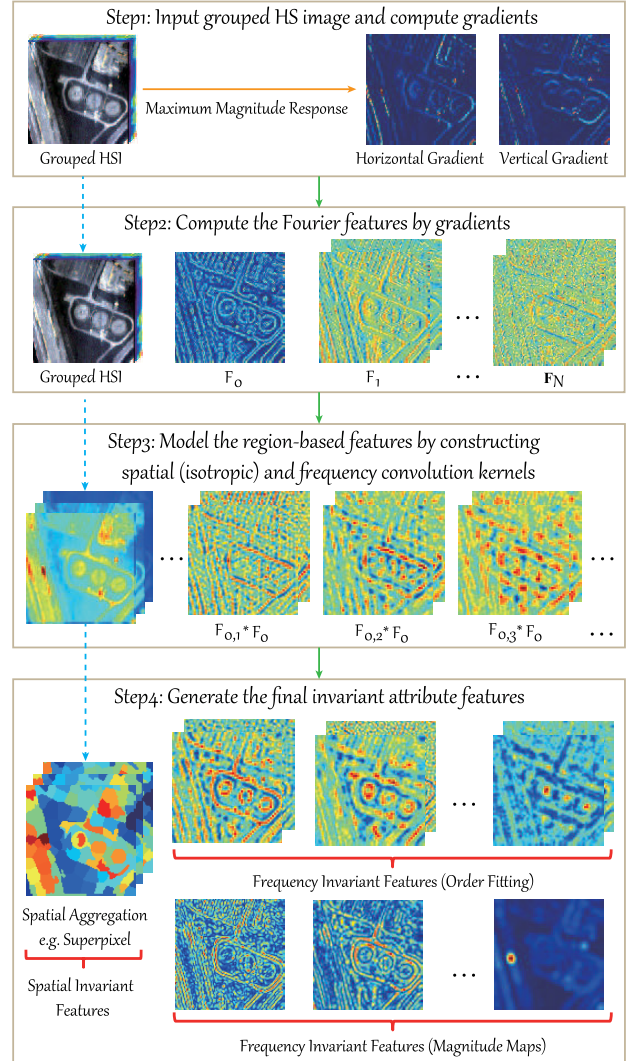 Step1: Input grouped HS image and compute gradients
Maximum Magnitude Response
Grouped HSI
Horizontal Gradient
Vertical Gradient
Step2: Compute the Fourier features by gradients
...
Grouped HSI
F0
F1
...
FN
Step3: Model the region-based features by constructing
spatial (isotropic) and frequency convolution kernels
...
...
F0,1* F0
F0,2* F0
F0,3* F0
...
Step4: Generate the final invariant attribute features
...
Frequency Invariant Features (Order Fitting)
Spatial Aggregation
e.g. Superpixel
Spatial Invariant
Features
...
Frequency Invariant Features (Magnitude Maps)